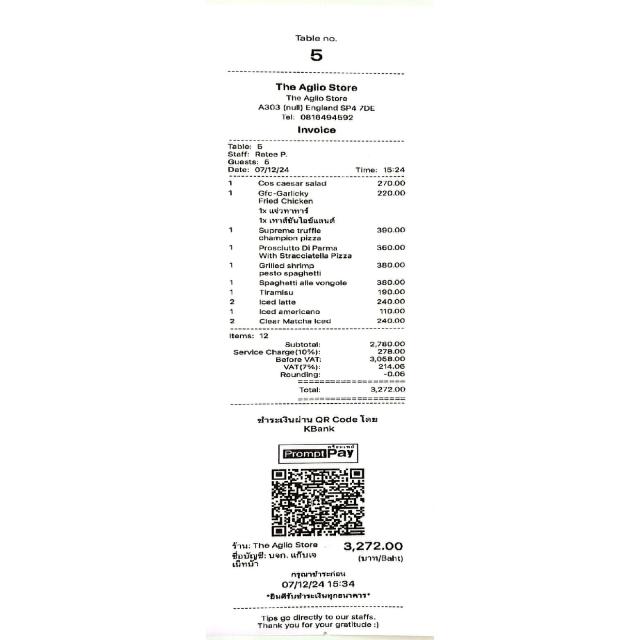 Table no.
5
The Aglio Store
The Aglio Store
A303 (null) England SP4 7DE
Tel: 0816494592
Invoice
Table: 5
Staff: Ratee P.
Guests: 5
Date: 07/12/24 Time: 15:24
1 Cos caesar salad 270.00
1 Gfc-Garlicky 220.00
Fried Chicken
1x แจ่วทาทาร์
1x เทาส์ซันไอซ์แลนด์
1 Supreme truffle 390.00
champion pizza
1 Prosciutto Di Parma 360.00
With Stracciatella Pizza
1 Grilled shrimp 380.00
pesto spaghetti
1 Spaghetti alle vongole 380.00
1 Tiramisu 190.00
2 Iced latte 240.00
1 Iced americano 110.00
2 Clear Matcha Iced 240.00
Items: 12
Subtotal: 2,780.00
Service Charge(10%): 278.00
Before VAT: 3,058.00
VAT(7%): 214.06
Rounding: -0.06
Total: 3,272.00
ชำระเงินผ่าน QR Code โดย
KBank
พร้อมเพย์
PromptPay
ร้าน: The Aglio Store 3,272.00
ชื่อบัญชี: บจก. แก๊บเจ (บาท/Baht)
เน็ทน้า
กรุณาชำระก่อน
07/12/24 15:34
*ยินดีรับชำระเงินทุกธนาคาร*
Tips go directly to our staffs.
Thank you for your gratitude :)